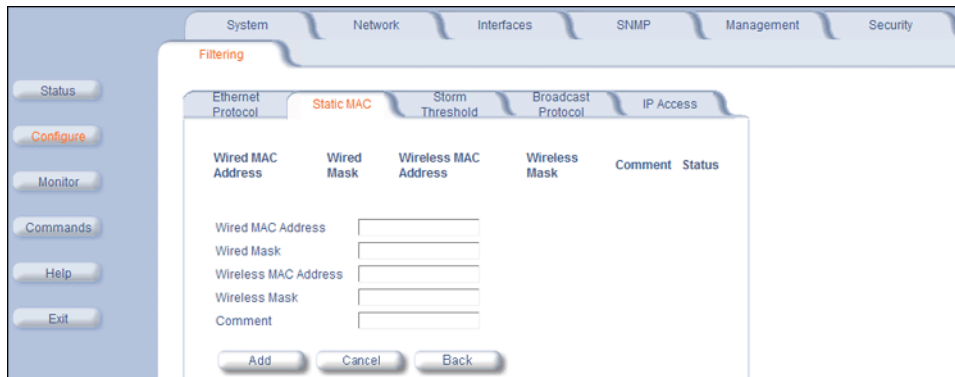 System Network Interfaces SNMP Management Security
Filtering
Status
Configure
Monitor
Commands
Help
Exit
Ethernet Protocol Static MAC Storm Threshold Broadcast Protocol IP Access
Wired MAC Address Wired Mask Wireless MAC Address Wireless Mask Comment Status
Wired MAC Address
Wired Mask
Wireless MAC Address
Wireless Mask
Comment
Add Cancel Back